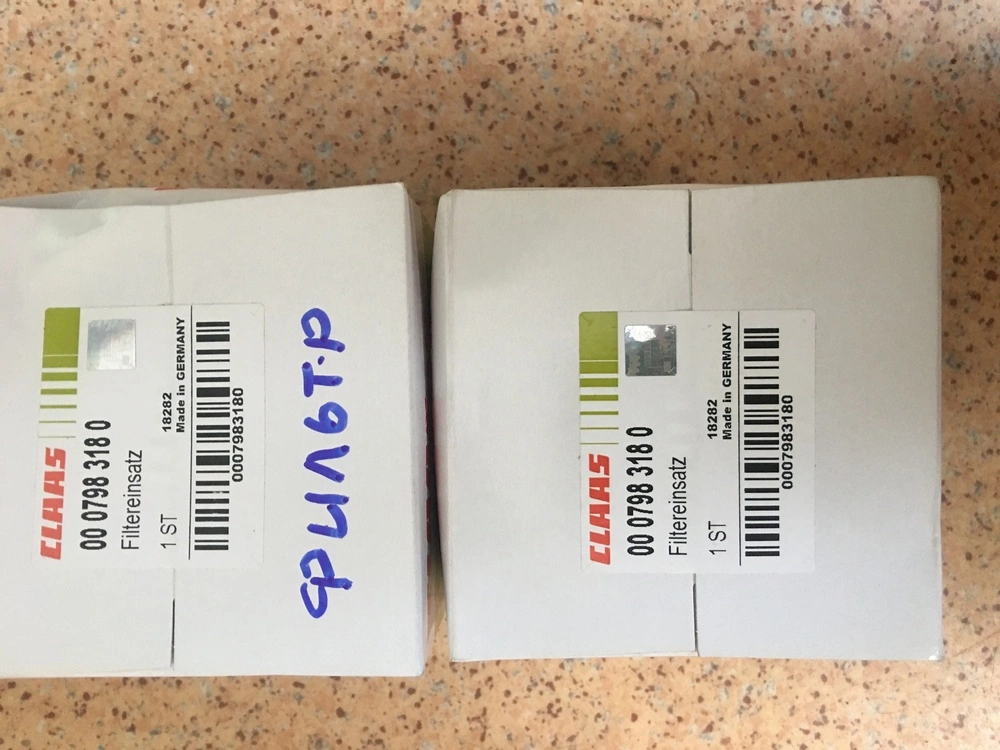 CLAAS
00 0798 318 0
Filtereinsatz
1 ST 18282
Made in GERMANY
0007983180
ФИЛЬТ.Р
CLAAS
00 0798 318 0
Filtereinsatz
1 ST 18282
Made in GERMANY
0007983180